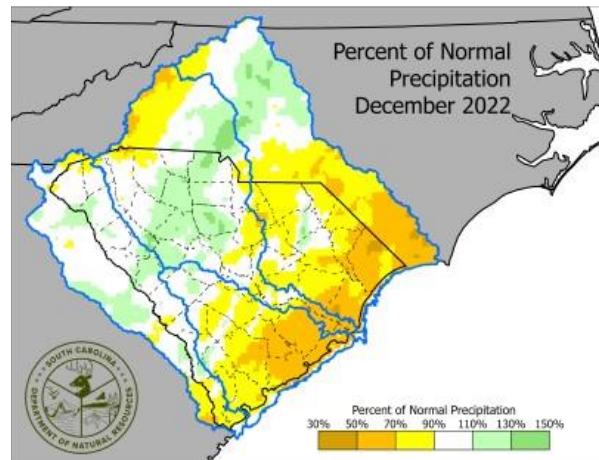 Percent of Normal
Precipitation
December 2022
SOUTH CAROLINA
DEPARTMENT OF NATURAL RESOURCES
Percent of Normal Precipitation
30% 50% 70% 90% 110% 130% 150%